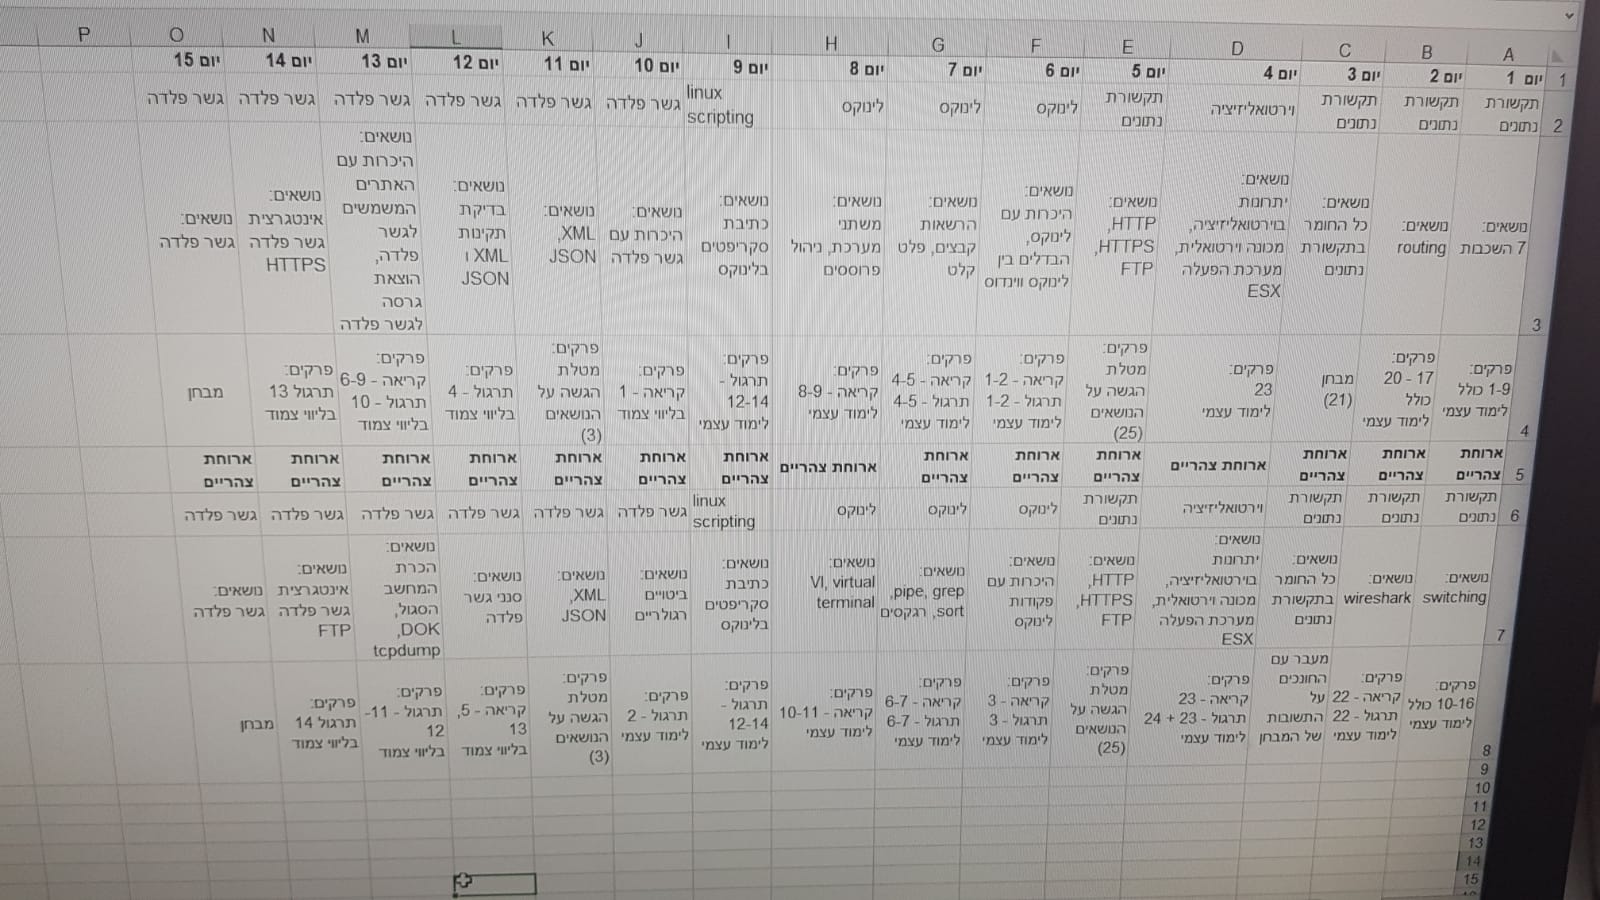 A B C D E F G H I J K L M N O P
1
יום 1
יום 2
יום 3
יום 4
יום 5
יום 6
יום 7
יום 8
יום 9
יום 10
יום 11
יום 12
יום 13
יום 14
יום 15
2
תקשורת
נתונים
תקשורת
נתונים
תקשורת
נתונים
וירטואליזיציה
תקשורת
נתונים
לינוקס
לינוקס
לינוקס
linux
scripting
גשר פלדה
גשר פלדה
גשר פלדה
גשר פלדה
גשר פלדה
גשר פלדה
3
נושאים:
7 השכבות
נושאים:
routing
נושאים:
כל החומר
בתקשורת
נתונים
נושאים:
יתרונות
בוירטואליזיציה,
מכונה וירטואלית,
מערכת הפעלה
ESX
נושאים:
HTTP,
HTTPS,
FTP
נושאים:
היכרות עם
לינוקס,
הבדלים בין
לינוקס ווינדוס
נושאים:
הרשאות
קבצים, פלט
קלט
נושאים:
משתני
מערכת, ניהול
פרוססים
נושאים:
כתיבת
סקריפטים
בלינוקס
נושאים:
היכרות עם
גשר פלדה
נושאים:
XML,
JSON
נושאים:
בדיקת
תקינות
XML ו
JSON
נושאים:
היכרות עם
האתרים
המשמשים
לגשר
פלדה,
הוצאת
גרסה
לגשר פלדה
נושאים:
אינטגרצית
גשר פלדה
HTTPS
נושאים:
גשר פלדה
4
פרקים:
1-9 כולל
לימוד עצמי
פרקים:
17 - 20
כולל
לימוד עצמי
מבחן
(21)
פרקים:
23
לימוד עצמי
פרקים:
מטלת
הגשה על
הנושאים
(25)
פרקים:
קריאה - 1-2
תרגול - 1-2
לימוד עצמי
פרקים:
קריאה - 4-5
תרגול - 4-5
לימוד עצמי
פרקים:
קריאה - 8-9
לימוד עצמי
פרקים:
תרגול -
12-14
לימוד עצמי
פרקים:
קריאה - 1
בליווי צמוד
פרקים:
מטלת
הגשה על
הנושאים
(3)
פרקים:
תרגול - 4
בליווי צמוד
פרקים:
קריאה - 6-9
תרגול - 10
בליווי צמוד
פרקים:
תרגול 13
בליווי צמוד
מבחן
5
ארוחת
צהריים
ארוחת
צהריים
ארוחת
צהריים
ארוחת צהריים
ארוחת
צהריים
ארוחת
צהריים
ארוחת
צהריים
ארוחת צהריים
ארוחת
צהריים
ארוחת
צהריים
ארוחת
צהריים
ארוחת
צהריים
ארוחת
צהריים
ארוחת
צהריים
ארוחת
צהריים
6
תקשורת
נתונים
תקשורת
נתונים
תקשורת
נתונים
וירטואליזיציה
תקשורת
נתונים
לינוקס
לינוקס
לינוקס
linux
scripting
גשר פלדה
גשר פלדה
גשר פלדה
גשר פלדה
גשר פלדה
גשר פלדה
7
נושאים:
switching
נושאים:
wireshark
נושאים:
כל החומר
בתקשורת
נתונים
נושאים:
יתרונות
בוירטואליזיציה,
מכונה וירטואלית,
מערכת הפעלה
ESX
נושאים:
HTTP,
HTTPS,
FTP
נושאים:
היכרות עם
פקודות
לינוקס
נושאים:
pipe, grep,
sort, רגקסים
נושאים:
VI, virtual
terminal
נושאים:
כתיבת
סקריפטים
בלינוקס
נושאים:
ביטויים
רגולריים
נושאים:
XML,
JSON
נושאים:
סנני גשר
פלדה
נושאים:
הכרת
המחשב
הסגול,
DOK,
tcpdump
נושאים:
אינטגרצית
גשר פלדה
FTP
נושאים:
גשר פלדה
8
פרקים:
10-16 כולל
לימוד עצמי
פרקים:
קריאה - 22
תרגול - 22
לימוד עצמי
מעבר עם
החונכים
על
התשובות
של המבחן
פרקים:
קריאה - 23
תרגול - 23 + 24
לימוד עצמי
פרקים:
מטלת
הגשה על
הנושאים
(25)
פרקים:
קריאה - 3
תרגול - 3
לימוד עצמי
פרקים:
קריאה - 6-7
תרגול - 6-7
לימוד עצמי
פרקים:
קריאה - 10-11
לימוד עצמי
פרקים:
תרגול -
12-14
לימוד עצמי
פרקים:
תרגול - 2
לימוד עצמי
פרקים:
מטלת
הגשה על
הנושאים
(3)
פרקים:
קריאה - 5,
13
בליווי צמוד
פרקים:
תרגול - 11-
12
בליווי צמוד
פרקים:
תרגול 14
בליווי צמוד
מבחן
9
10
11
12
13
14
15